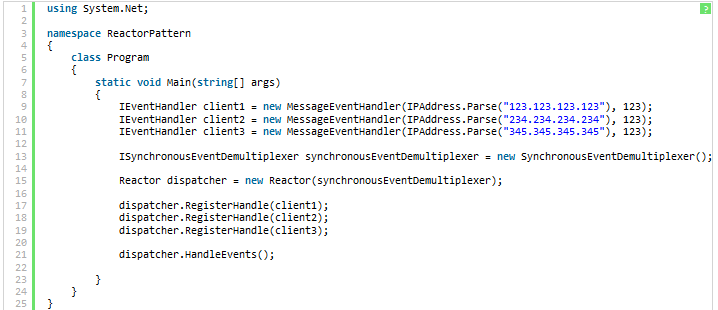 1 using System.Net;
2
3 namespace ReactorPattern
4 {
5     class Program
6     {
7         static void Main(string[] args)
8         {
9             IEventHandler client1 = new MessageEventHandler(IPAddress.Parse("123.123.123.123"), 123);
10             IEventHandler client2 = new MessageEventHandler(IPAddress.Parse("234.234.234.234"), 123);
11             IEventHandler client3 = new MessageEventHandler(IPAddress.Parse("345.345.345.345"), 123);
12
13             ISynchronousEventDemultiplexer synchronousEventDemultiplexer = new SynchronousEventDemultiplexer();
14
15             Reactor dispatcher = new Reactor(synchronousEventDemultiplexer);
16
17             dispatcher.RegisterHandle(client1);
18             dispatcher.RegisterHandle(client2);
19             dispatcher.RegisterHandle(client3);
20
21             dispatcher.HandleEvents();
22
23         }
24     }
25 }
?